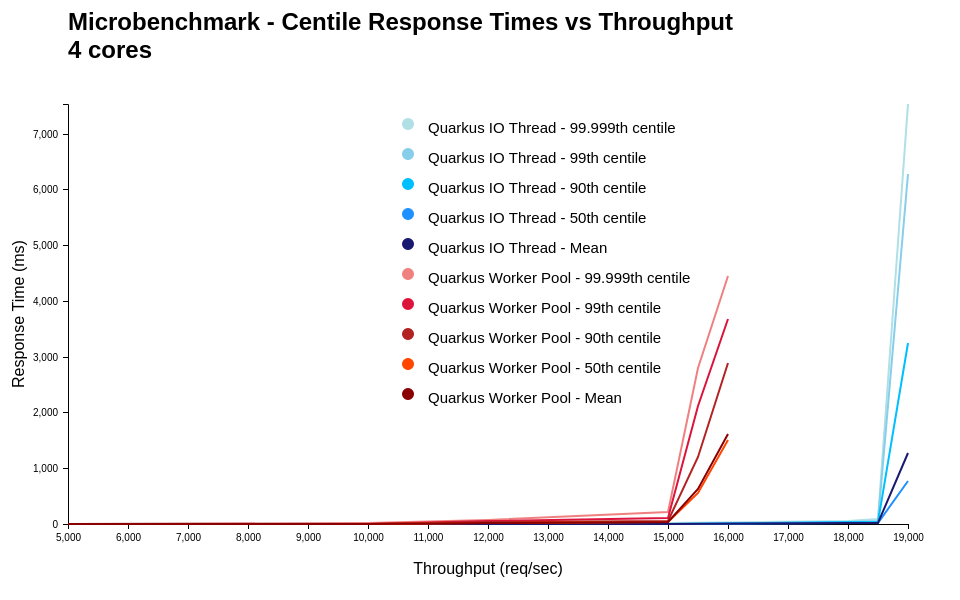 Microbenchmark - Centile Response Times vs Throughput
4 cores
Quarkus IO Thread - 99.999th centile
Quarkus IO Thread - 99th centile
Quarkus IO Thread - 90th centile
Quarkus IO Thread - 50th centile
Quarkus IO Thread - Mean
Quarkus Worker Pool - 99.999th centile
Quarkus Worker Pool - 99th centile
Quarkus Worker Pool - 90th centile
Quarkus Worker Pool - 50th centile
Quarkus Worker Pool - Mean
Response Time (ms)
7,000
6,000
5,000
4,000
3,000
2,000
1,000
0
5,000 6,000 7,000 8,000 9,000 10,000 11,000 12,000 13,000 14,000 15,000 16,000 17,000 18,000 19,000
Throughput (req/sec)